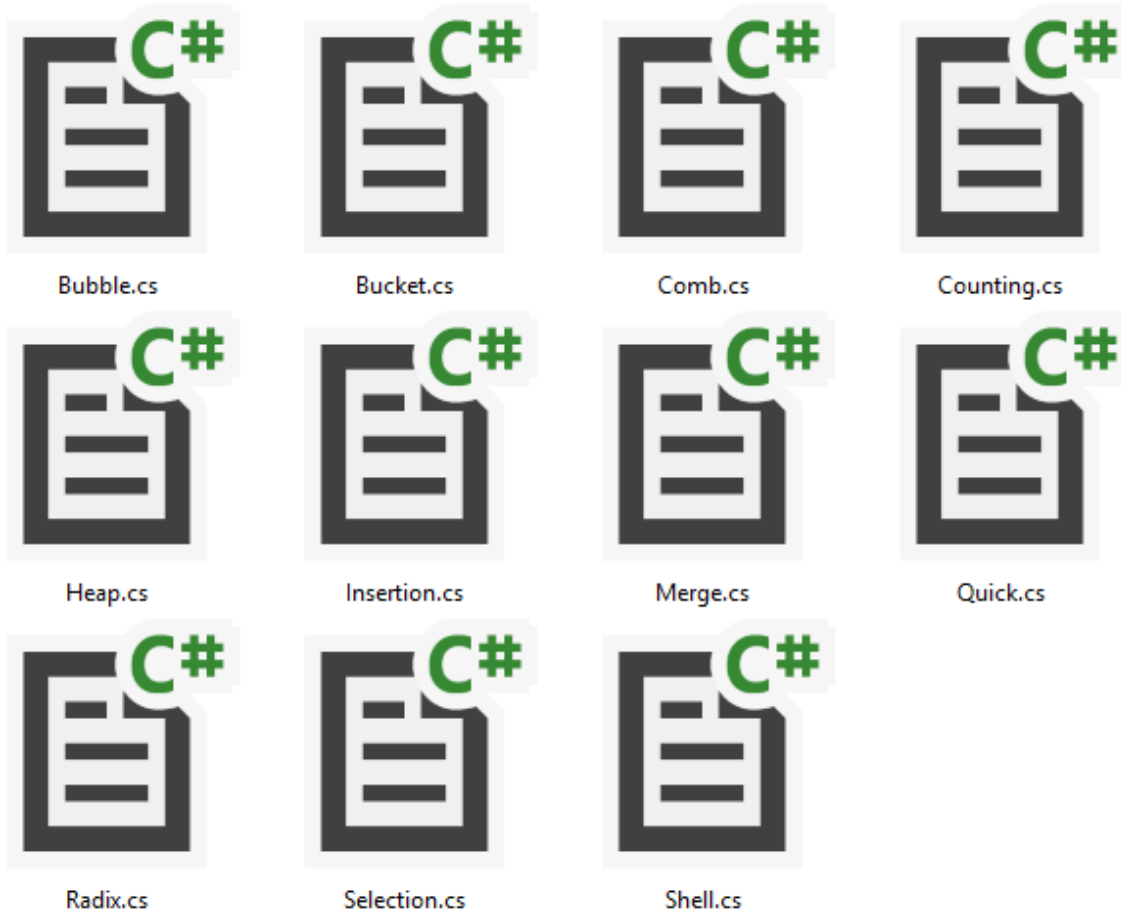 C# C# C# C#
Bubble.cs Bucket.cs Comb.cs Counting.cs
C# C# C# C#
Heap.cs Insertion.cs Merge.cs Quick.cs
C# C# C#
Radix.cs Selection.cs Shell.cs